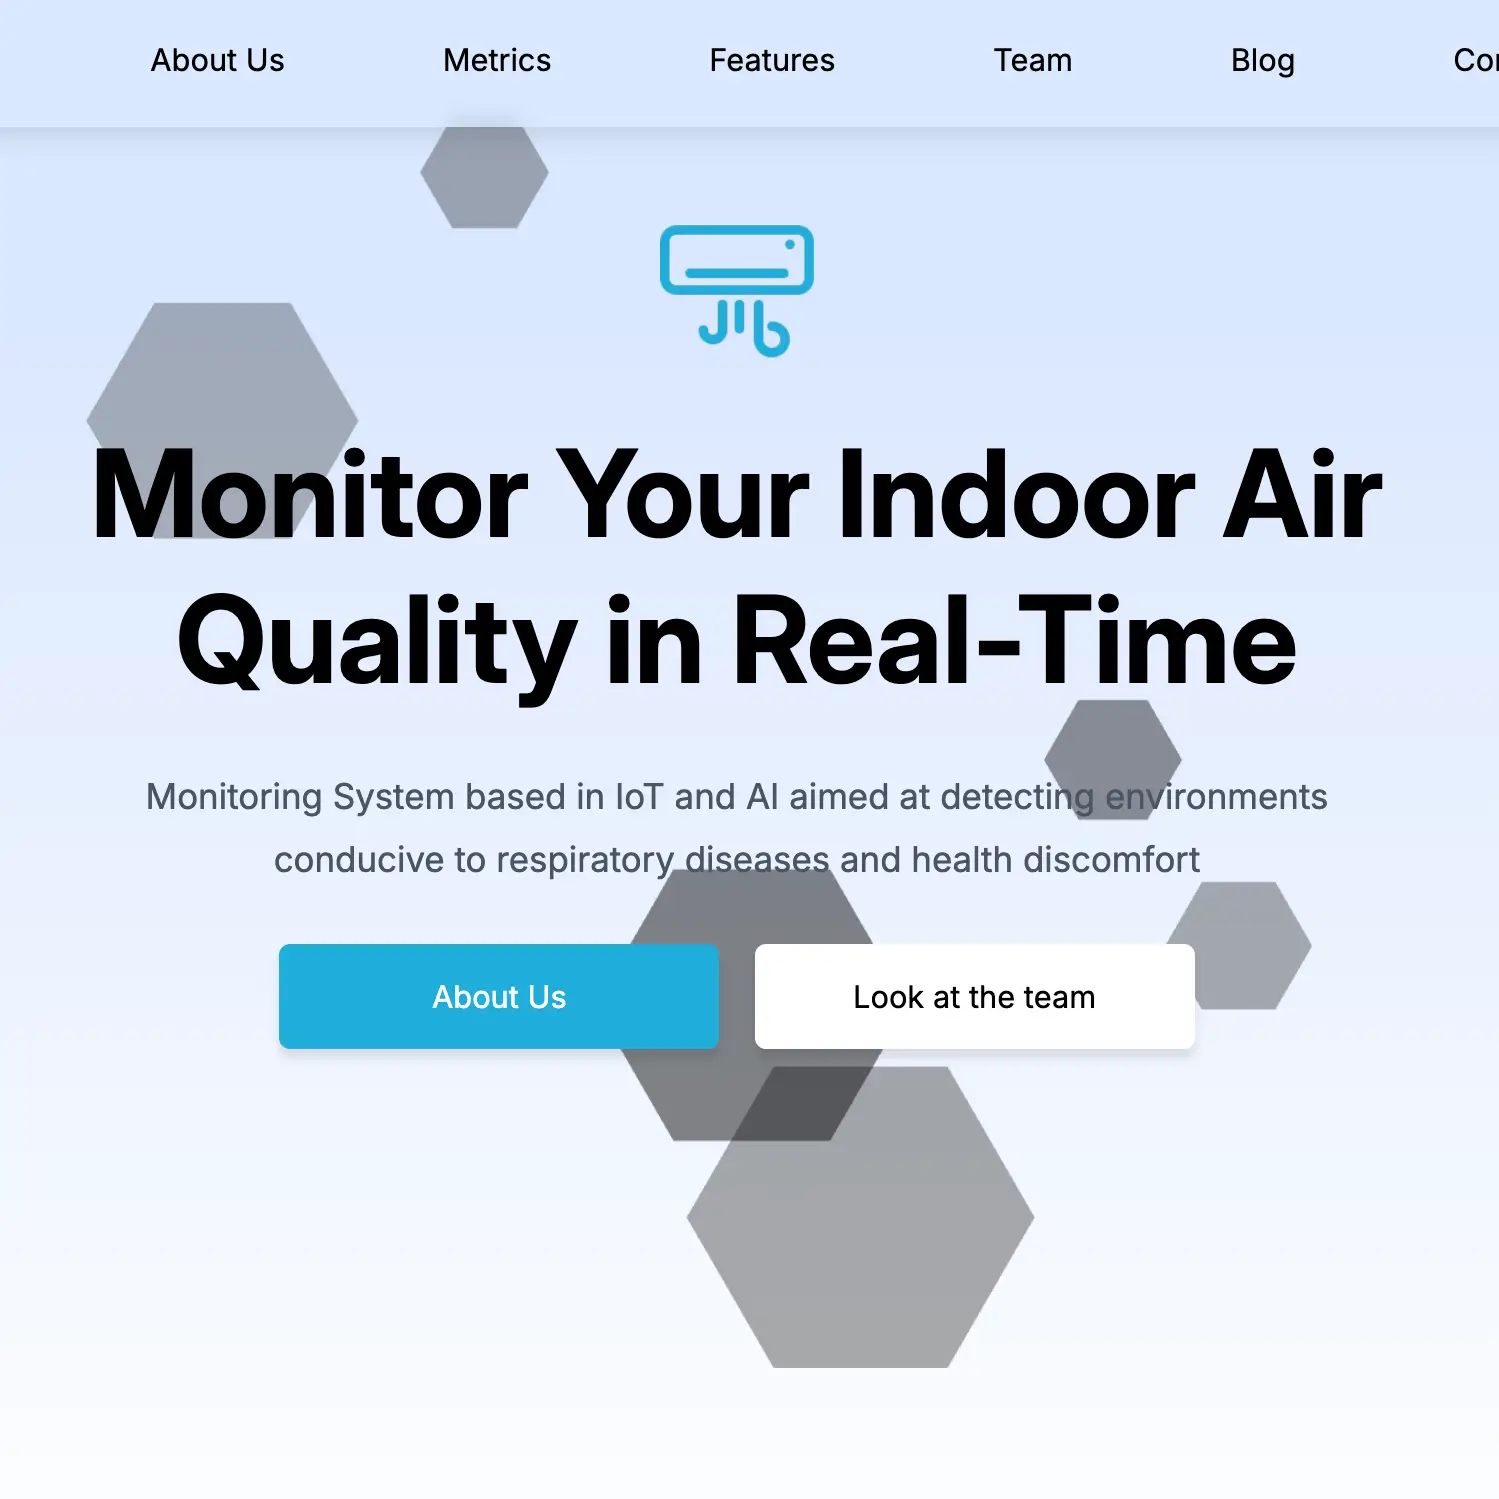 About Us
Metrics
Features
Team
Blog
Monitor Your Indoor Air
Quality in Real-Time
Monitoring System based in IoT and AI aimed at detecting environments
conducive to respiratory diseases and health discomfort
About Us
Look at the team